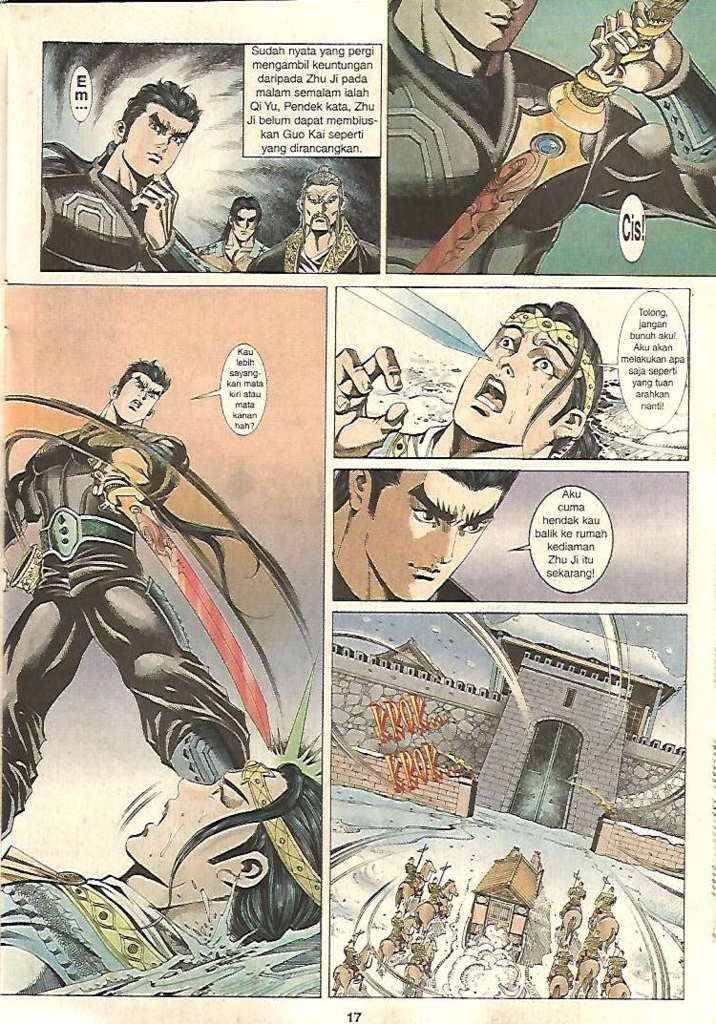 Em...
Sudah nyata yang pergi
mengambil keuntungan
daripada Zhu Ji pada
malam semalam ialah
Qi Yu, Pendek kata, Zhu
Ji belum dapat membius-
kan Guo Kai seperti
yang dirancangkan.
Cis!
Kau
lebih
sayang-
kan mata
kiri atau
mata
kanan
hah?
Tolong,
jangan
bunuh aku!
Aku akan
melakukan apa
saja seperti
yang tuan
arahkan
nanti!
Aku
cuma
hendak kau
balik ke rumah
kediaman
Zhu Ji itu
sekarang!
KROK...
KROK
17